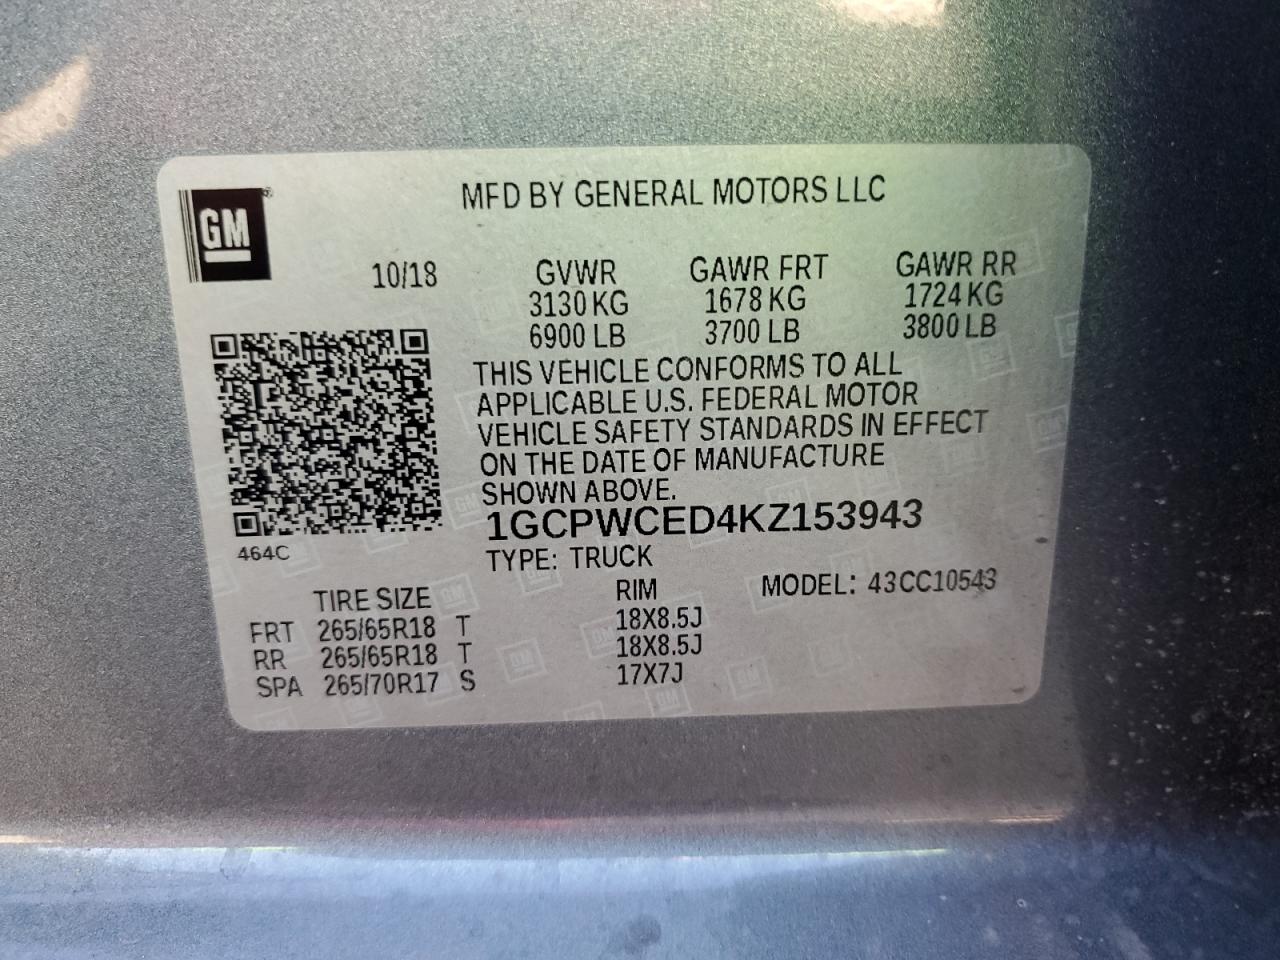 GM
MFD BY GENERAL MOTORS LLC
10/18
GVWR GAWR FRT GAWR RR
3130 KG 1678 KG 1724 KG
6900 LB 3700 LB 3800 LB
THIS VEHICLE CONFORMS TO ALL
APPLICABLE U.S. FEDERAL MOTOR
VEHICLE SAFETY STANDARDS IN EFFECT
ON THE DATE OF MANUFACTURE
SHOWN ABOVE.
1GCPWCED4KZ153943
464C
TYPE: TRUCK
TIRE SIZE RIM MODEL: 43CC10543
FRT 265/65R18 T 18X8.5J
RR 265/65R18 T 18X8.5J
SPA 265/70R17 S 17X7J